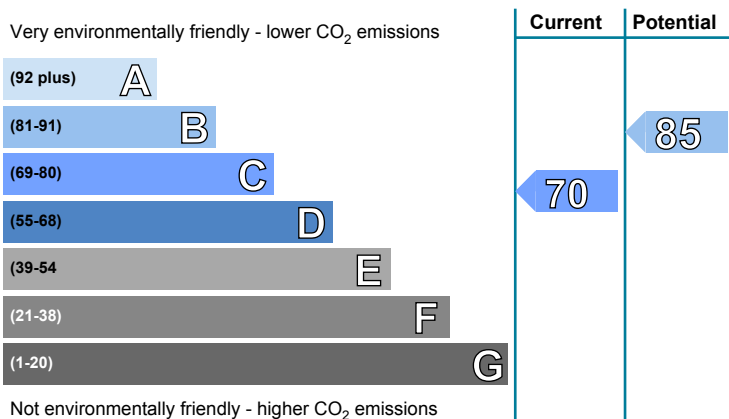 Very environmentally friendly - lower CO₂ emissions
Current
Potential
(92 plus) A
(81-91) B
85
(69-80) C
70
(55-68) D
(39-54 E
(21-38) F
(1-20) G
Not environmentally friendly - higher CO₂ emissions